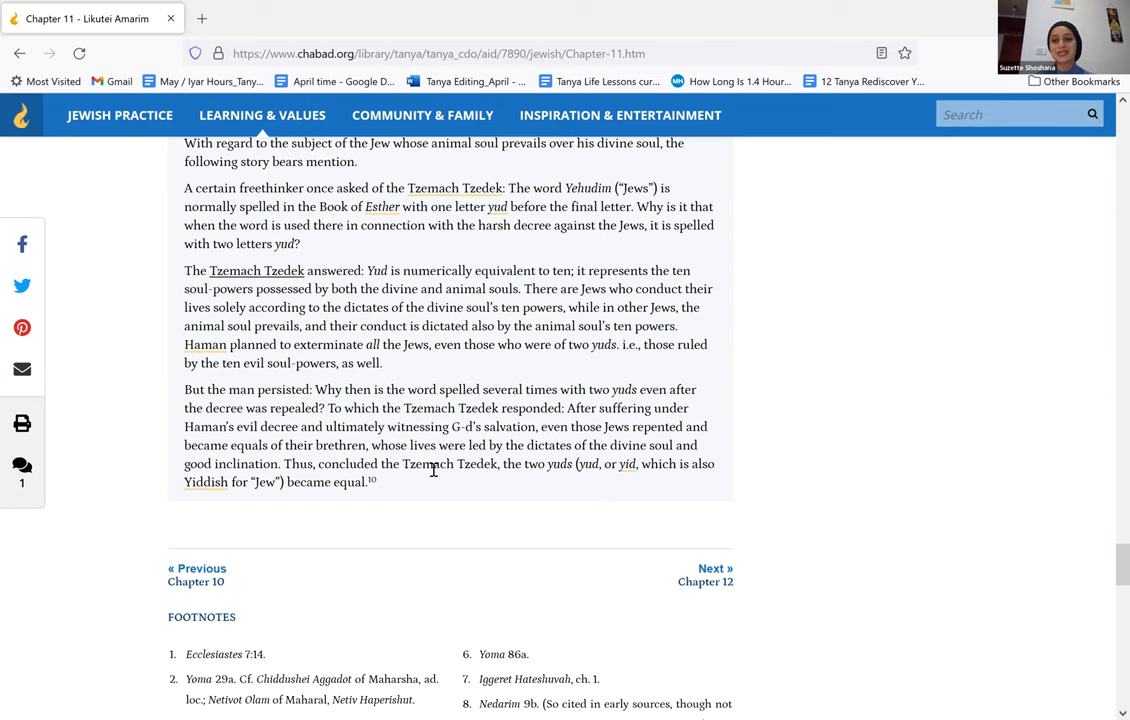 Chapter 11 - Likutei Amarim
https://www.chabad.org/library/tanya/tanya_cdo/aid/7890/jewish/Chapter-11.htm
Suzette Shoshana
Most Visited Gmail May / Iyar Hours_Tany... April time - Google D... Tanya Editing_April - ... Tanya Life Lessons cur... MH How Long Is 1.4 Hour... 12 Tanya Rediscover Y... Other Bookmarks
JEWISH PRACTICE LEARNING & VALUES COMMUNITY & FAMILY INSPIRATION & ENTERTAINMENT Search
With regard to the subject of the Jew whose animal soul prevails over his divine soul, the
following story bears mention.
A certain freethinker once asked of the Tzemach Tzedek: The word Yehudim (“Jews”) is
normally spelled in the Book of Esther with one letter yud before the final letter. Why is it that
when the word is used there in connection with the harsh decree against the Jews, it is spelled
with two letters yud?
The Tzemach Tzedek answered: Yud is numerically equivalent to ten; it represents the ten
soul-powers possessed by both the divine and animal souls. There are Jews who conduct their
lives solely according to the dictates of the divine soul’s ten powers, while in other Jews, the
animal soul prevails, and their conduct is dictated also by the animal soul’s ten powers.
Haman planned to exterminate all the Jews, even those who were of two yuds. i.e., those ruled
by the ten evil soul-powers, as well.
But the man persisted: Why then is the word spelled several times with two yuds even after
the decree was repealed? To which the Tzemach Tzedek responded: After suffering under
Haman’s evil decree and ultimately witnessing G-d’s salvation, even those Jews repented and
became equals of their brethren, whose lives were led by the dictates of the divine soul and
good inclination. Thus, concluded the Tzemach Tzedek, the two yuds (yud, or yid, which is also
Yiddish for “Jew”) became equal.10
1
« Previous
Chapter 10
Next »
Chapter 12
FOOTNOTES
1. Ecclesiastes 7:14.
2. Yoma 29a. Cf. Chiddushei Aggadot of Maharsha, ad.
loc.; Netivot Olam of Maharal, Netiv Haperishut.
6. Yoma 86a.
7. Iggeret Hateshuvah, ch. 1.
8. Nedarim 9b. (So cited in early sources, though not